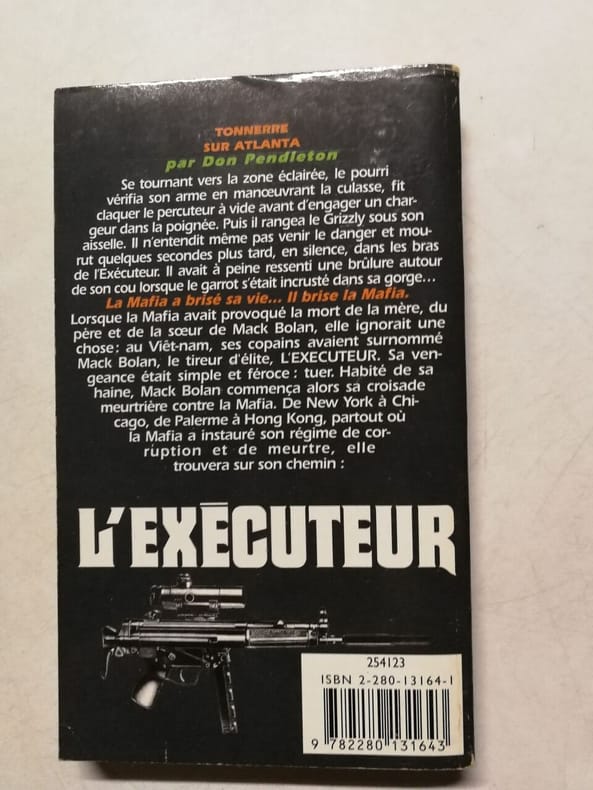 TONNERRE
SUR ATLANTA
par Don Pendleton
Se tournant vers la zone éclairée, le pourri
vérifia son arme en manœuvrant la culasse, fit
claquer le percuteur à vide avant d'engager un char-
geur dans la poignée. Puis il rangea le Grizzly sous son
aisselle. Il n'entendit même pas venir le danger et mou-
rut quelques secondes plus tard, en silence, dans les bras
de l'Exécuteur. Il avait à peine ressenti une brûlure autour
de son cou lorsque le garrot s'était incrusté dans sa gorge...
La Mafia a brisé sa vie... Il brise la Mafia.
Lorsque la Mafia avait provoqué la mort de la mère, du
père et de la sœur de Mack Bolan, elle ignorait une
chose : au Viêt-nam, ses copains avaient surnommé
Mack Bolan, le tireur d'élite, L'EXECUTEUR. Sa ven-
geance était simple et féroce : tuer. Habité de sa
haine, Mack Bolan commença alors sa croisade
meurtrière contre la Mafia. De New York à Chi-
cago, de Palerme à Hong Kong, partout où
la Mafia a instauré son régime de cor-
ruption et de meurtre, elle
trouvera sur son chemin :
L'EXÉCUTEUR
254123
ISBN 2-280-13164-1
9 782280 131643